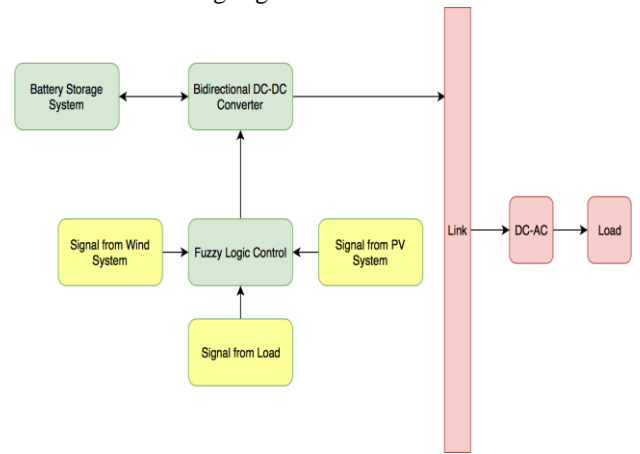 Battery Storage
System
Bidirectional DC-DC
Converter
Signal from Wind
System
Fuzzy Logic Control
Signal from PV
System
Signal from Load
Link
DC-AC
Load